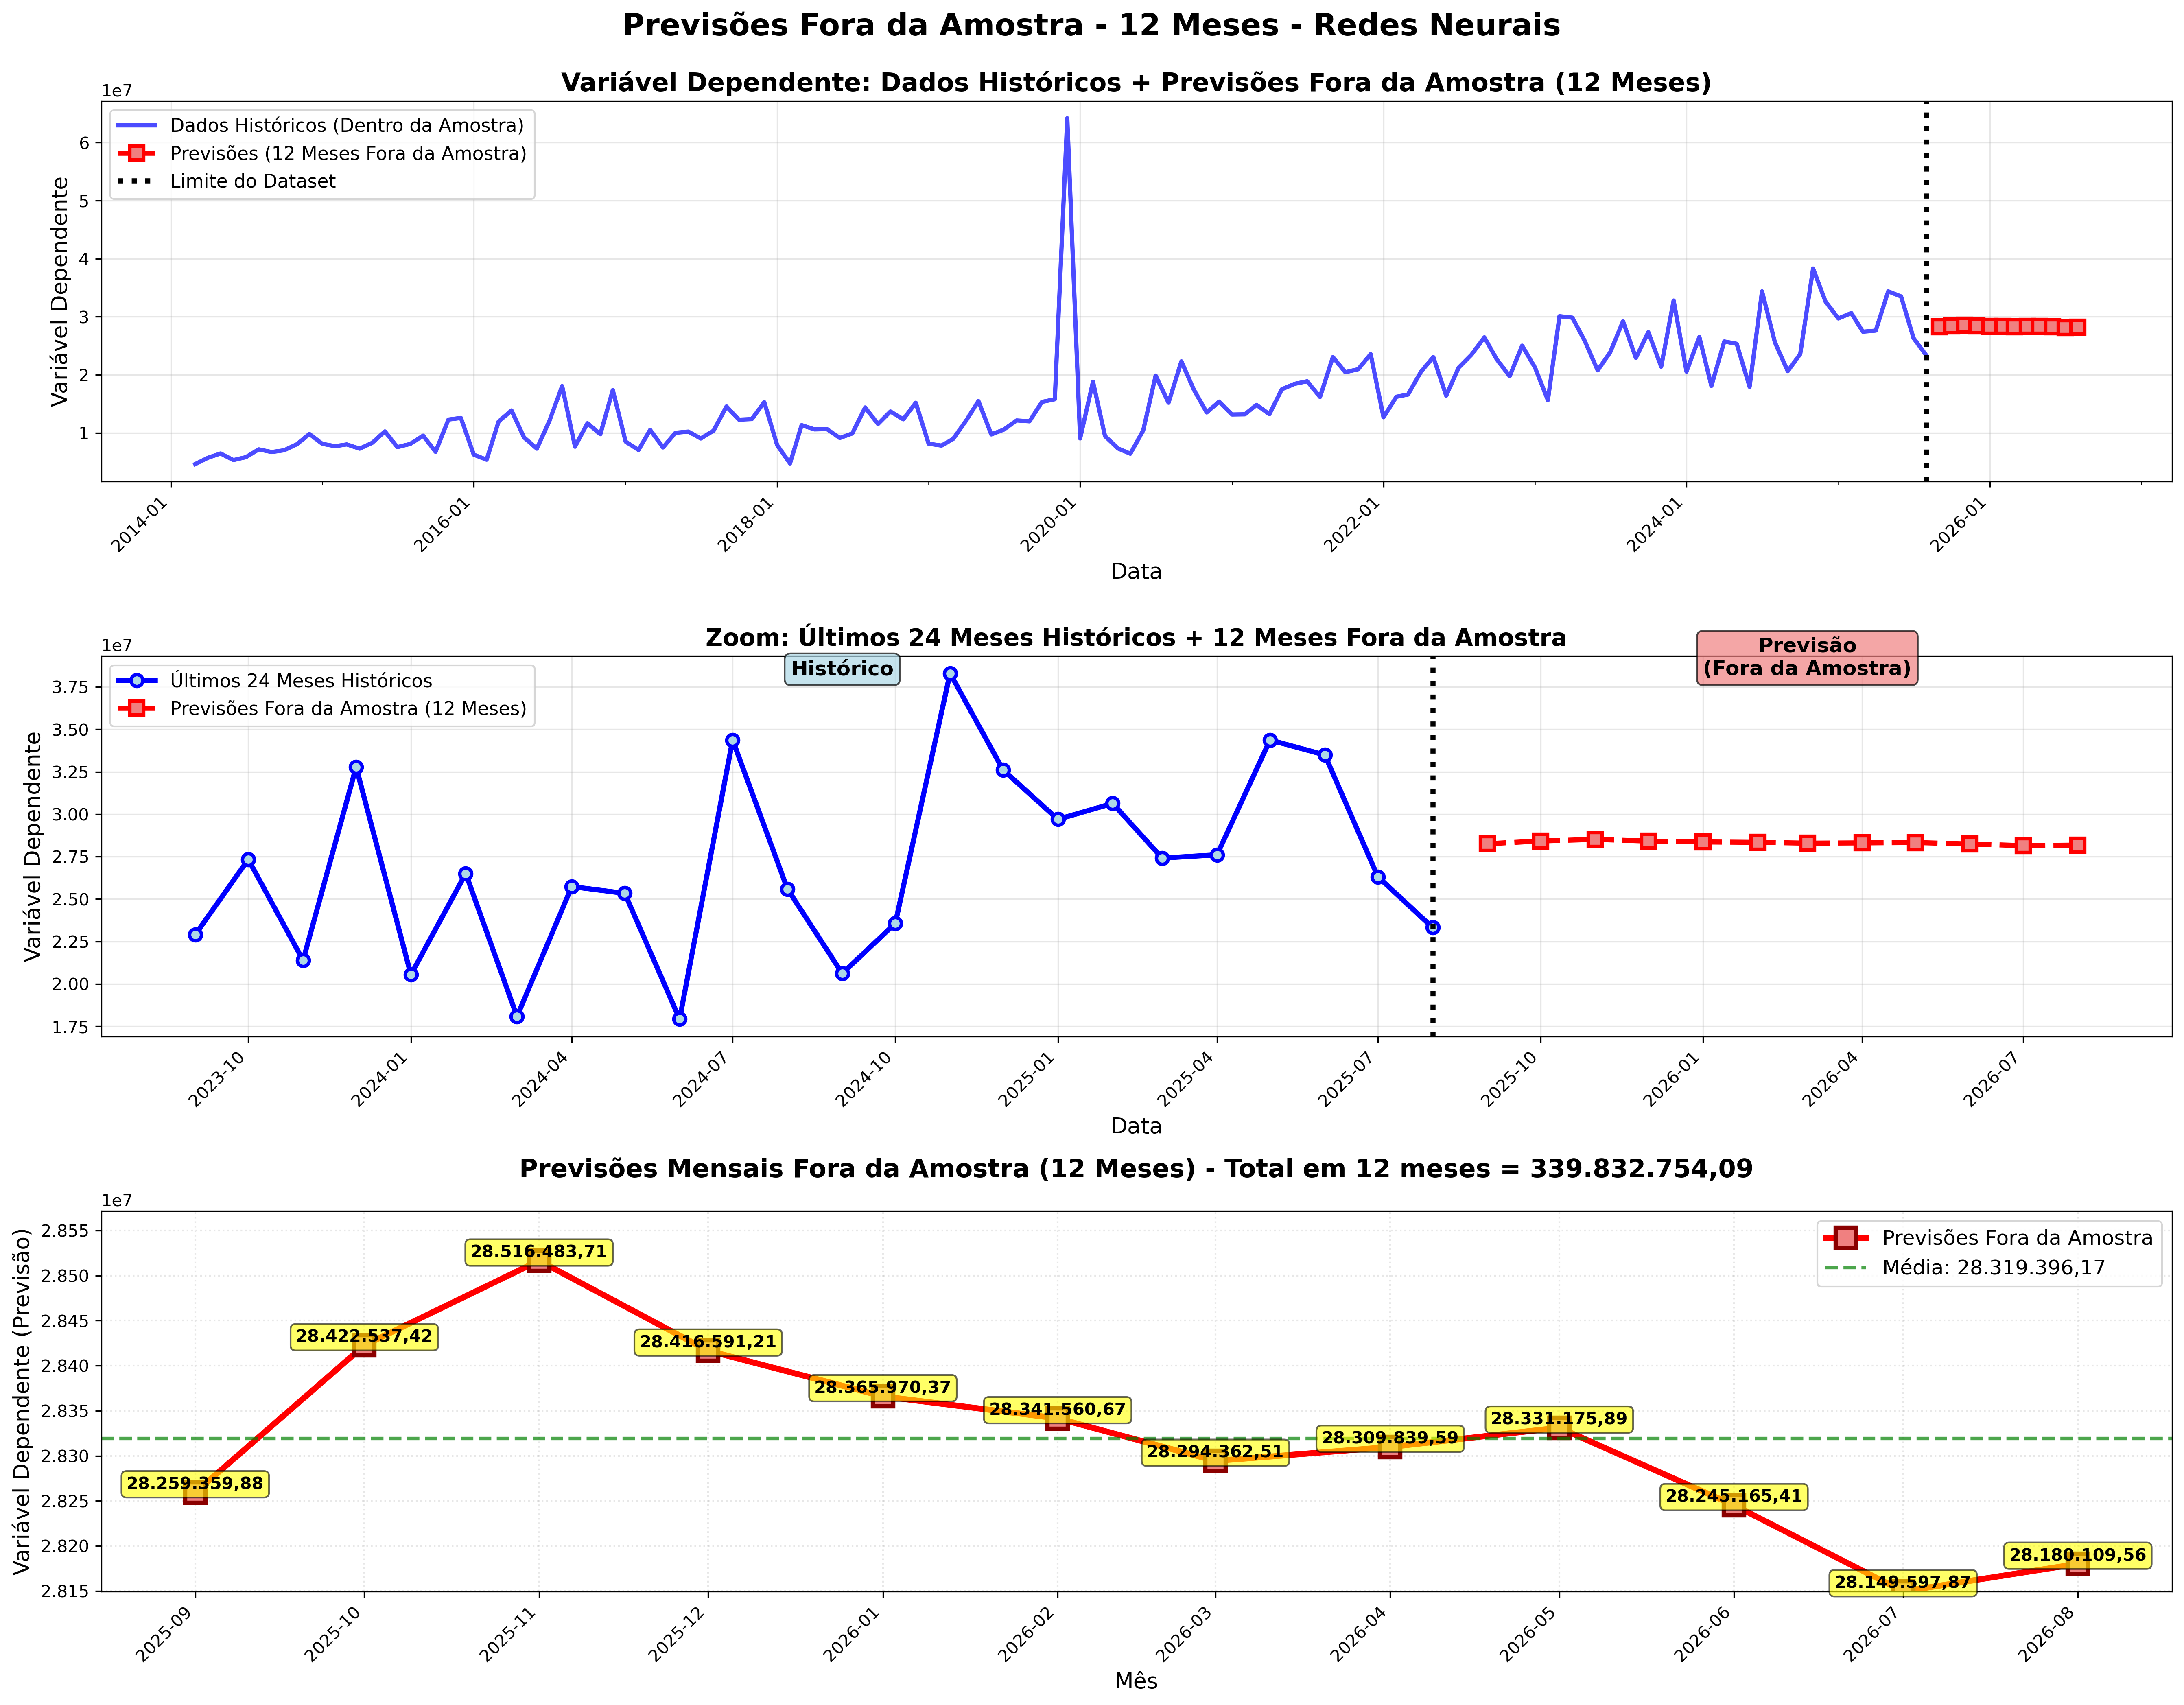 Previsões Fora da Amostra - 12 Meses - Redes Neurais
Variável Dependente: Dados Históricos + Previsões Fora da Amostra (12 Meses)
1e7
Dados Históricos (Dentro da Amostra)
Previsões (12 Meses Fora da Amostra)
Limite do Dataset
Variável Dependente
6
5
4
3
2
1
2014-01
2016-01
2018-01
2020-01
2022-01
2024-01
2026-01
Data
Zoom: Últimos 24 Meses Históricos + 12 Meses Fora da Amostra
1e7
Últimos 24 Meses Históricos
Previsões Fora da Amostra (12 Meses)
Histórico
Previsão
(Fora da Amostra)
Variável Dependente
3.75
3.50
3.25
3.00
2.75
2.50
2.25
2.00
1.75
2023-10
2024-01
2024-04
2024-07
2024-10
2025-01
2025-04
2025-07
2025-10
2026-01
2026-04
2026-07
Data
Previsões Mensais Fora da Amostra (12 Meses) - Total em 12 meses = 339.832.754,09
1e7
Previsões Fora da Amostra
Média: 28.319.396,17
Variável Dependente (Previsão)
2.855
2.850
2.845
2.840
2.835
2.830
2.825
2.820
2.815
28.259.359,88
28.422.537,42
28.516.483,71
28.416.591,21
28.365.970,37
28.341.560,67
28.294.362,51
28.309.839,59
28.331.175,89
28.245.165,41
28.149.597,87
28.180.109,56
2025-09
2025-10
2025-11
2025-12
2026-01
2026-02
2026-03
2026-04
2026-05
2026-06
2026-07
2026-08
Mês